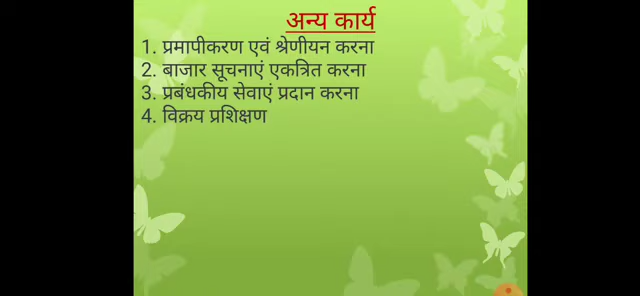 अन्य कार्य
1. प्रमापीकरण एवं श्रेणीयन करना
2. बाजार सूचनाएं एकत्रित करना
3. प्रबंधकीय सेवाएं प्रदान करना
4. विक्रय प्रशिक्षण